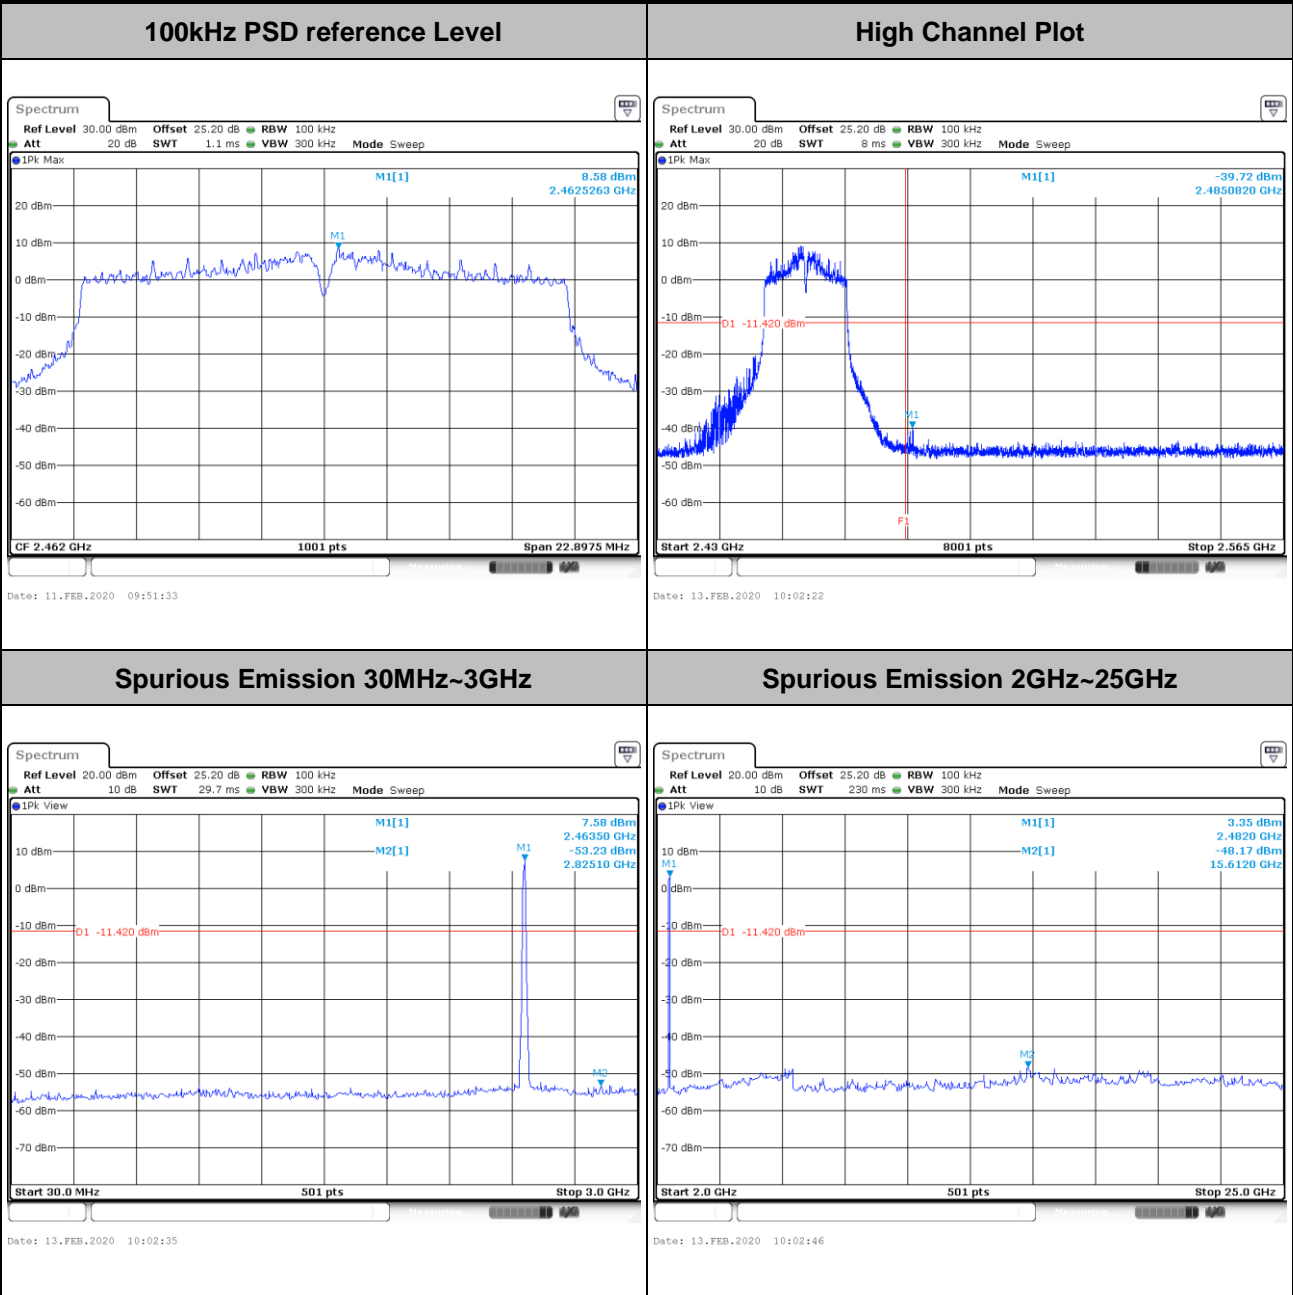 100kHz PSD reference Level
High Channel Plot
Spectrum
Ref Level 30.00 dBm Offset 25.20 dB RBW 100 kHz
Att 20 dB SWT 1.1 ms VBW 300 kHz Mode Sweep
1Pk Max
M1[1] 8.58 dBm
2.4625263 GHz
20 dBm
M1
10 dBm
0 dBm
-10 dBm
-20 dBm
-30 dBm
-40 dBm
-50 dBm
-60 dBm
CF 2.462 GHz 1001 pts Span 22.8975 MHz
Measuring...
Date: 11.FEB.2020 09:51:33
Spectrum
Ref Level 30.00 dBm Offset 25.20 dB RBW 100 kHz
Att 20 dB SWT 8 ms VBW 300 kHz Mode Sweep
1Pk Max
M1[1] -39.72 dBm
2.4850820 GHz
20 dBm
10 dBm
0 dBm
-10 dBm
D1 -11.420 dBm
-20 dBm
-30 dBm
M1
-40 dBm
-50 dBm
-60 dBm
F1
Start 2.43 GHz 8001 pts Stop 2.565 GHz
Measuring...
Date: 13.FEB.2020 10:02:22
Spurious Emission 30MHz~3GHz
Spurious Emission 2GHz~25GHz
Spectrum
Ref Level 20.00 dBm Offset 25.20 dB RBW 100 kHz
Att 10 dB SWT 29.7 ms VBW 300 kHz Mode Sweep
1Pk View
M1[1] 7.58 dBm
2.46350 GHz
M2[1] -53.23 dBm
2.82510 GHz
M1
10 dBm
0 dBm
-10 dBm
D1 -11.420 dBm
-20 dBm
-30 dBm
-40 dBm
-50 dBm
M2
-60 dBm
-70 dBm
Start 30.0 MHz 501 pts Stop 3.0 GHz
Measuring...
Date: 13.FEB.2020 10:02:35
Spectrum
Ref Level 20.00 dBm Offset 25.20 dB RBW 100 kHz
Att 10 dB SWT 230 ms VBW 300 kHz Mode Sweep
1Pk View
M1[1] 3.35 dBm
2.4820 GHz
M2[1] -48.17 dBm
15.6120 GHz
10 dBm
M1
0 dBm
-10 dBm
D1 -11.420 dBm
-20 dBm
-30 dBm
-40 dBm
M2
-50 dBm
-60 dBm
-70 dBm
Start 2.0 GHz 501 pts Stop 25.0 GHz
Measuring...
Date: 13.FEB.2020 10:02:46